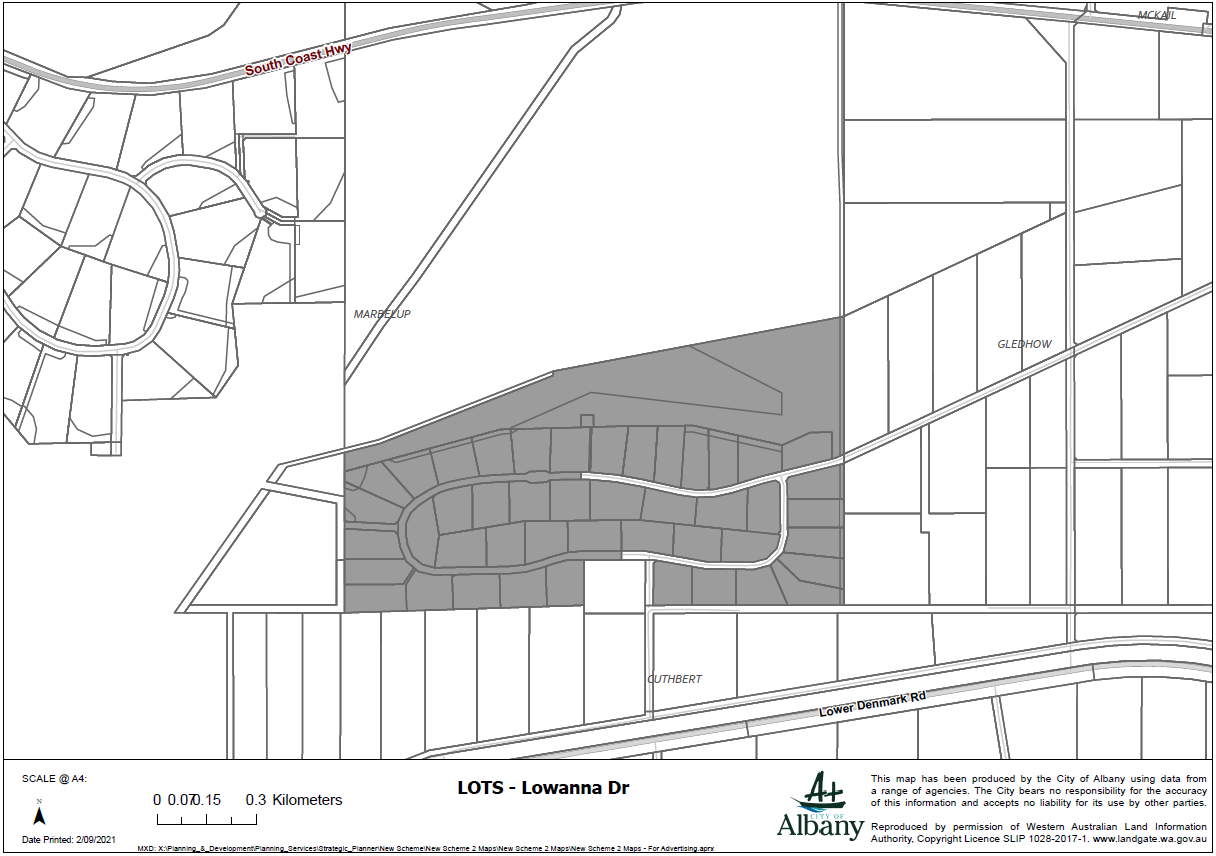 MCKAIL
South Coast Hwy
MARBELUP
GLEDHOW
CUTHBERT
Lower Denmark Rd
SCALE @ A4:
N
Date Printed: 2/09/2021
0 0.070.15 0.3 Kilometers
LOTS - Lowanna Dr
MXD: X:\Planning_&_Development\Planning_Services\Strategic_Planner\New Scheme\New Scheme 2 Maps\New Scheme 2 Maps\New Scheme 2 Maps - For Advertising.aprx
CITY OF
Albany
This map has been produced by the City of Albany using data from
a range of agencies. The City bears no responsibility for the accuracy
of this information and accepts no liability for its use by other parties.
Reproduced by permission of Western Australian Land Information
Authority, Copyright Licence SLIP 1028-2017-1. www.landgate.wa.gov.au